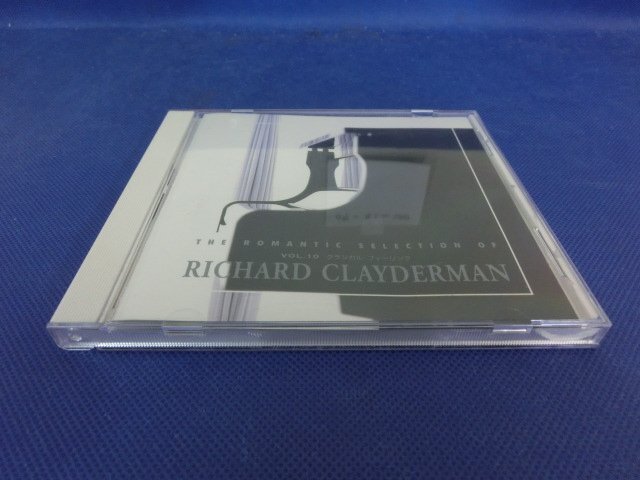 THE ROMANTIC SELECTION OF
VOL.10 クラシカル フィーリング
RICHARD CLAYDERMAN